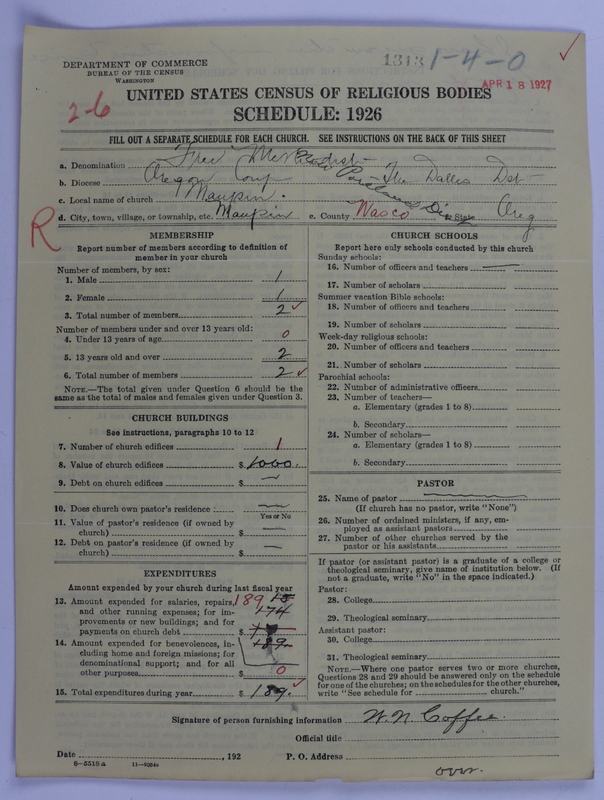 DEPARTMENT OF COMMERCE
BUREAU OF THE CENSUS
WASHINGTON
1313 1-4-0
APR 18 1927
2-6
UNITED STATES CENSUS OF RELIGIOUS BODIES
SCHEDULE: 1926
FILL OUT A SEPARATE SCHEDULE FOR EACH CHURCH. SEE INSTRUCTIONS ON THE BACK OF THIS SHEET
a. Denomination Free Methodist
b. Diocese Oregon Conf Portland Dis The Dalles Dst
c. Local name of church Maupin.
d. City, town, village, or township, etc. Maupin e. County Wasco State Oreg
R
MEMBERSHIP
Report number of members according to definition of
member in your church
Number of members, by sex:
1. Male 1
2. Female 1
3. Total number of members 2
Number of members under and over 13 years old:
4. Under 13 years of age 0
5. 13 years old and over 2
6. Total number of members 2
NOTE.—The total given under Question 6 should be the
same as the total of males and females given under Question 3.
CHURCH BUILDINGS
See instructions, paragraphs 10 to 12
7. Number of church edifices 1
8. Value of church edifices $ 1000.
9. Debt on church edifices $
10. Does church own pastor's residence:
Yes or No
11. Value of pastor's residence (if owned by
church) $
12. Debt on pastor's residence (if owned by
church) $
EXPENDITURES
Amount expended by your church during last fiscal year
13. Amount expended for salaries, repairs, 189 15
and other running expenses; for im- 174
provements or new buildings; and for
payments on church debt $
14. Amount expended for benevolences, in- 189
cluding home and foreign missions; for
denominational support; and for all
other purposes $ 0
15. Total expenditures during year $ 189.
CHURCH SCHOOLS
Report here only schools conducted by this church
Sunday schools:
16. Number of officers and teachers
17. Number of scholars
Summer vacation Bible schools:
18. Number of officers and teachers
19. Number of scholars
Week-day religious schools:
20. Number of officers and teachers
21. Number of scholars
Parochial schools:
22. Number of administrative officers
23. Number of teachers—
a. Elementary (grades 1 to 8)
b. Secondary
24. Number of scholars—
a. Elementary (grades 1 to 8)
b. Secondary
PASTOR
25. Name of pastor
(If church has no pastor, write "None")
26. Number of ordained ministers, if any, em-
ployed as assistant pastors
27. Number of other churches served by the
pastor or his assistants
If pastor (or assistant pastor) is a graduate of a college or
theological seminary, give name of institution below. (If
not a graduate, write "No" in the space indicated.)
Pastor:
28. College
29. Theological seminary
Assistant pastor:
30. College
31. Theological seminary
NOTE.—Where one pastor serves two or more churches,
Questions 28 and 29 should be answered only on the schedule
for one of the churches; on the schedules for the other churches,
write "See schedule for church."
Signature of person furnishing information W. N. Coffee.
Official title
Date , 192 P. O. Address
8-5518a 11-9394a
over.